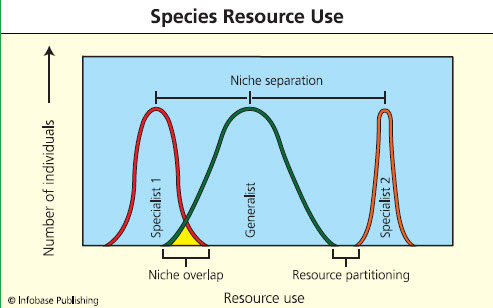 Species Resource Use
Number of individuals
Niche separation
Specialist 1
Generalist
Specialist 2
Niche overlap
Resource partitioning
Resource use
© Infobase Publishing